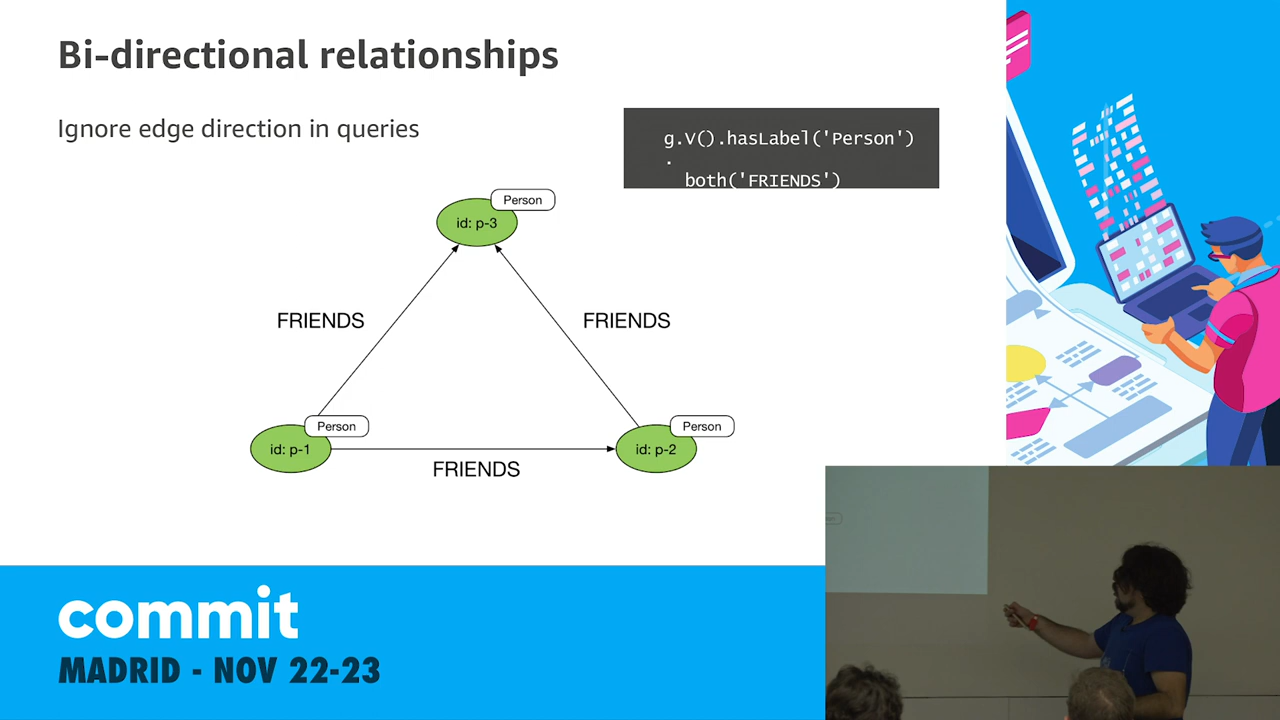 Bi-directional relationships
Ignore edge direction in queries
g.V().hasLabel('Person')
.
both('FRIENDS')
Person
id: p-3
FRIENDS
FRIENDS
Person
id: p-1
Person
id: p-2
FRIENDS
commit
MADRID - NOV 22-23